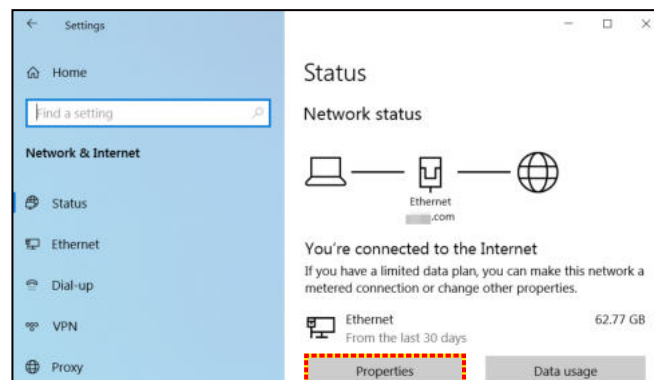 Settings
Home
Find a setting
Network & Internet
Status
Ethernet
Dial-up
VPN
Proxy
Status
Network status
Ethernet
.com
You're connected to the Internet
If you have a limited data plan, you can make this network a
metered connection or change other properties.
Ethernet 62.77 GB
From the last 30 days
Properties Data usage